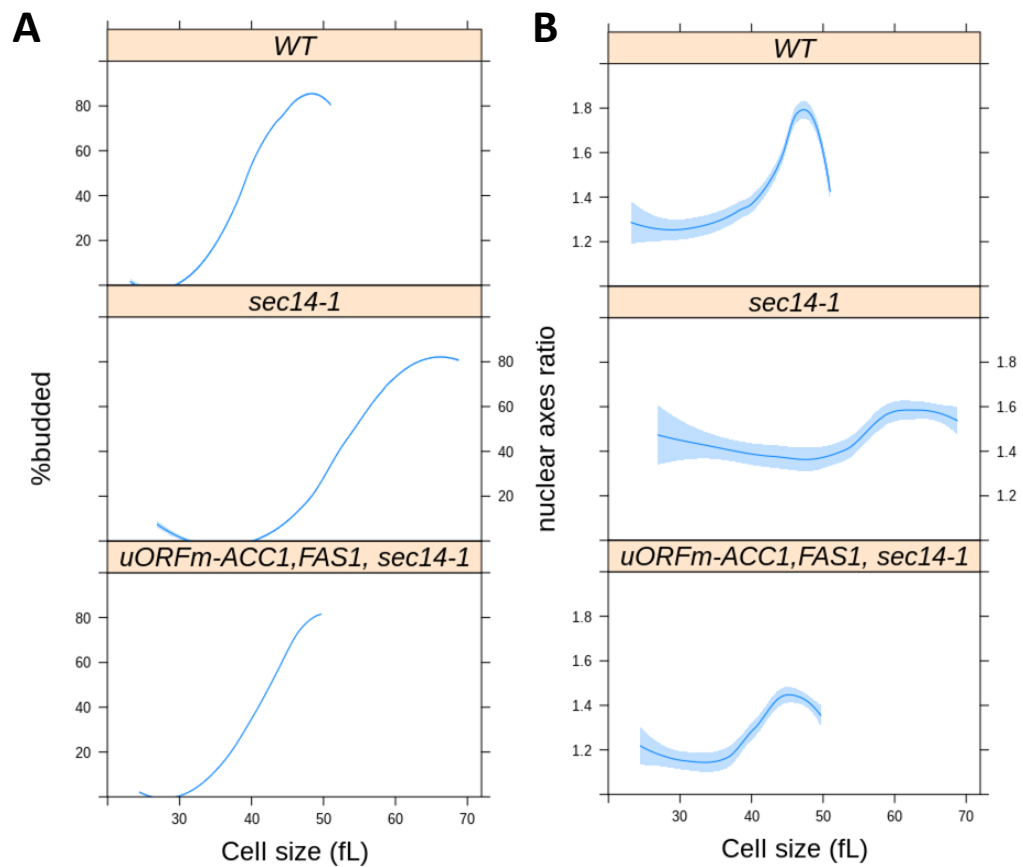 A
WT
80
60
40
20
sec14-1
80
60
40
20
uORFm-ACC1,FAS1, sec14-1
80
60
40
20
30
40
50
60
70
%budded
Cell size (fL)
B
WT
1.8
1.6
1.4
1.2
sec14-1
1.8
1.6
1.4
1.2
uORFm-ACC1,FAS1, sec14-1
1.8
1.6
1.4
1.2
30
40
50
60
70
nuclear axes ratio
Cell size (fL)